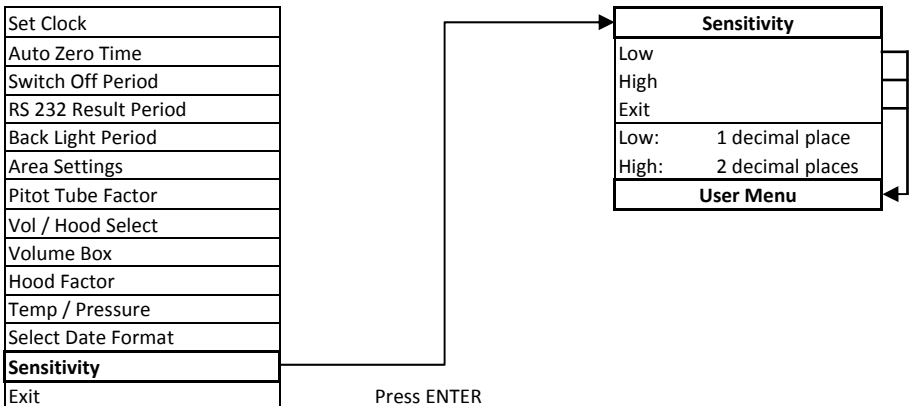 Set Clock
Auto Zero Time
Switch Off Period
RS 232 Result Period
Back Light Period
Area Settings
Pitot Tube Factor
Vol / Hood Select
Volume Box
Hood Factor
Temp / Pressure
Select Date Format
Sensitivity
Exit
Press ENTER
Sensitivity
Low
High
Exit
Low: 1 decimal place
High: 2 decimal places
User Menu